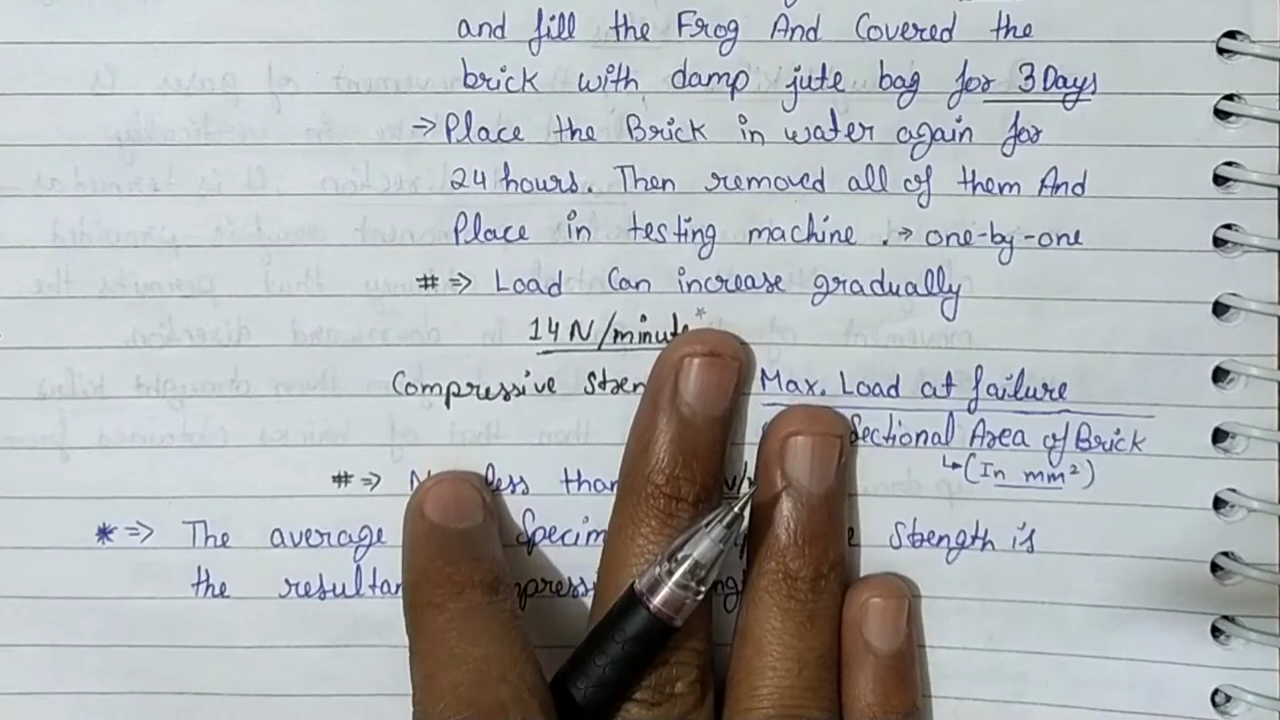 and fill the Frog And Covered the
brick with damp jute bag for 3 Days
⇒ Place the Brick in water again for
24 hours. Then removed all of them And
Place in testing machine .→ one-by-one
# ⇒ Load Can increase gradually
14 N/minute *
Compressive Max. Load at failure
Sectional Area of Brick
(In mm²)
# ⇒ less than
* ⇒ The average Strength is
the